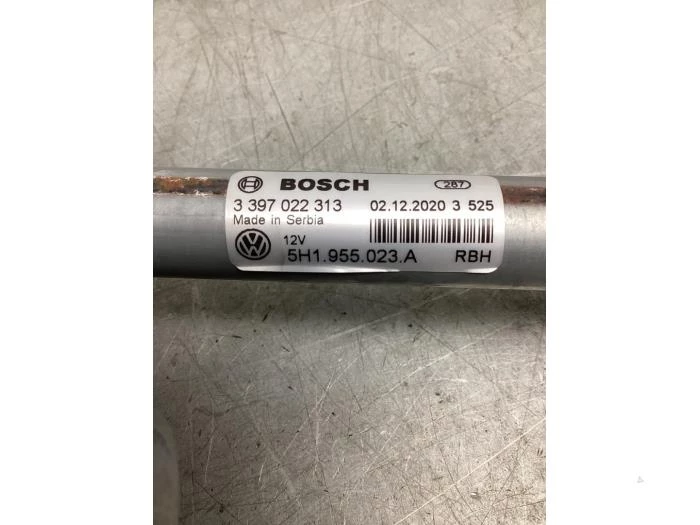 BOSCH 287
3 397 022 313 02.12.2020 3 525
Made in Serbia
12V
5H1.955.023.A RBH